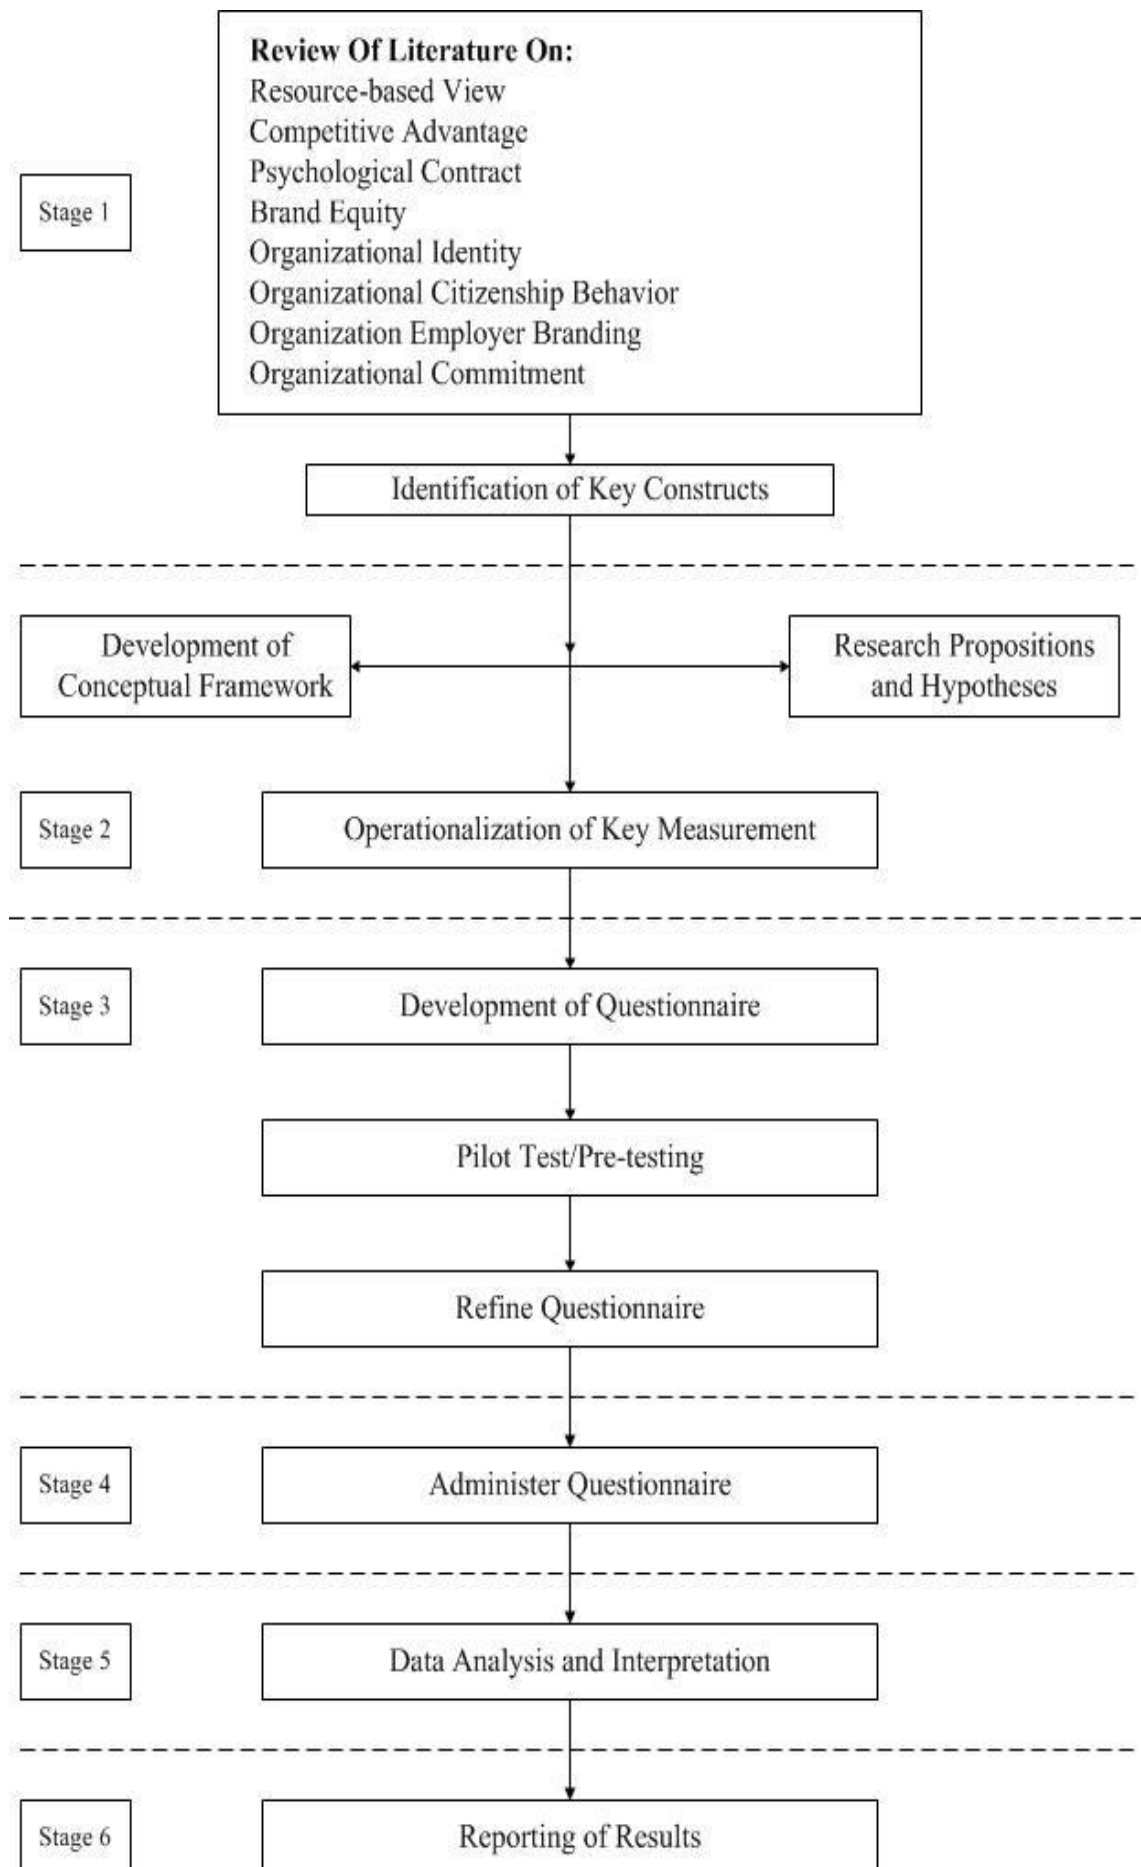 Review Of Literature On:
Resource-based View
Competitive Advantage
Psychological Contract
Brand Equity
Organizational Identity
Organizational Citizenship Behavior
Organization Employer Branding
Organizational Commitment
Stage 1
Identification of Key Constructs
Development of
Conceptual Framework
Research Propositions
and Hypotheses
Stage 2
Operationalization of Key Measurement
Stage 3
Development of Questionnaire
Pilot Test/Pre-testing
Refine Questionnaire
Stage 4
Administer Questionnaire
Stage 5
Data Analysis and Interpretation
Stage 6
Reporting of Results